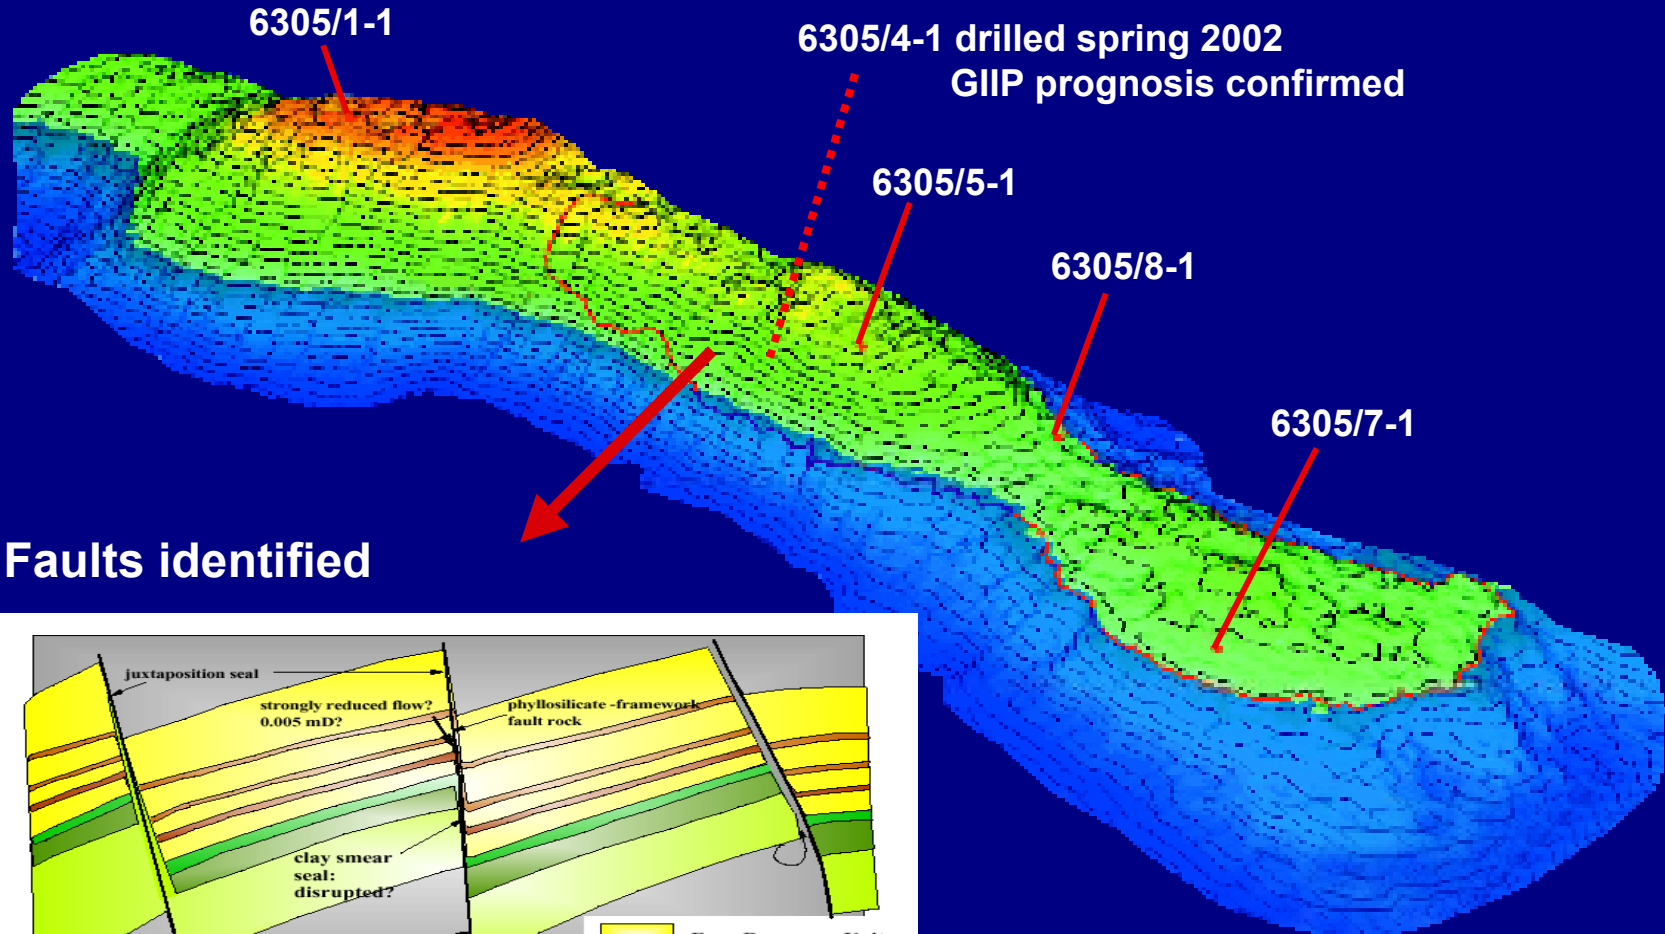 6305/1-1
6305/4-1 drilled spring 2002
GIIP prognosis confirmed
6305/5-1
6305/8-1
6305/7-1
Faults identified
juxtaposition seal
strongly reduced flow?
0.005 mD?
phyllosilicate -framework
fault rock
clay smear
seal:
disrupted?